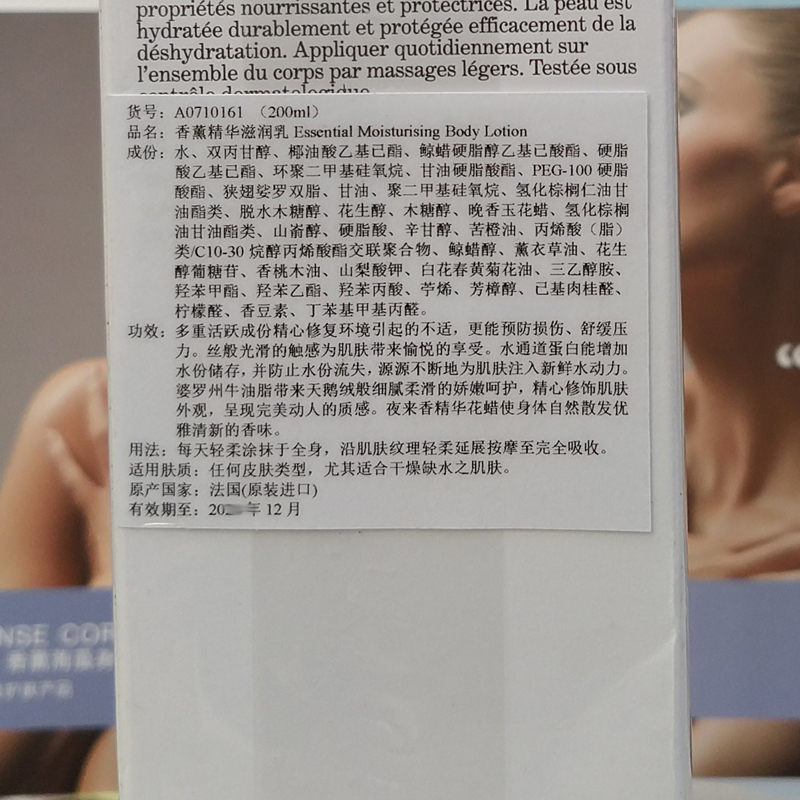 propriétés nourrissantes et protectrices. La peau est
hydratée durablement et protégée efficacement de la
déshydratation. Appliquer quotidiennement sur
l'ensemble du corps par massages légers. Testée sous
contrôle dermatologique
货号：A0710161 （200ml）
品名：香薰精华滋润乳 Essential Moisturising Body Lotion
成份：水、双丙甘醇、椰油酸乙基己酯、鲸蜡硬脂醇乙基己酸酯、硬脂
酸乙基己酯、环聚二甲基硅氧烷、甘油硬脂酸酯、PEG-100 硬脂
酸酯、狭翅娑罗双脂、甘油、聚二甲基硅氧烷、氢化棕榈仁油甘
油酯类、脱水木糖醇、花生醇、木糖醇、晚香玉花蜡、氢化棕榈
油甘油酯类、山嵛醇、硬脂酸、辛甘醇、苦橙油、丙烯酸（脂）
类/C10-30 烷醇丙烯酸酯交联聚合物、鲸蜡醇、薰衣草油、花生
醇葡糖苷、香桃木油、山梨酸钾、白花春黄菊花油、三乙醇胺、
羟苯甲酯、羟苯乙酯、羟苯丙酸、苧烯、芳樟醇、己基肉桂醛、
柠檬醛、香豆素、丁苯基甲基丙醛。
功效：多重活跃成份精心修复环境引起的不适，更能预防损伤、舒缓压
力。丝般光滑的触感为肌肤带来愉悦的享受。水通道蛋白能增加
水份储存，并防止水份流失，源源不断地为肌肤注入新鲜水动力。
婆罗州牛油脂带来天鹅绒般细腻柔滑的娇嫩呵护，精心修饰肌肤
外观，呈现完美动人的质感。夜来香精华花蜡使身体自然散发优
雅清新的香味。
用法：每天轻柔涂抹于全身，沿肌肤纹理轻柔延展按摩至完全吸收。
适用肤质：任何皮肤类型，尤其适合干燥缺水之肌肤。
原产国家：法国(原装进口)
有效期至：20 年 12 月
NSE COR